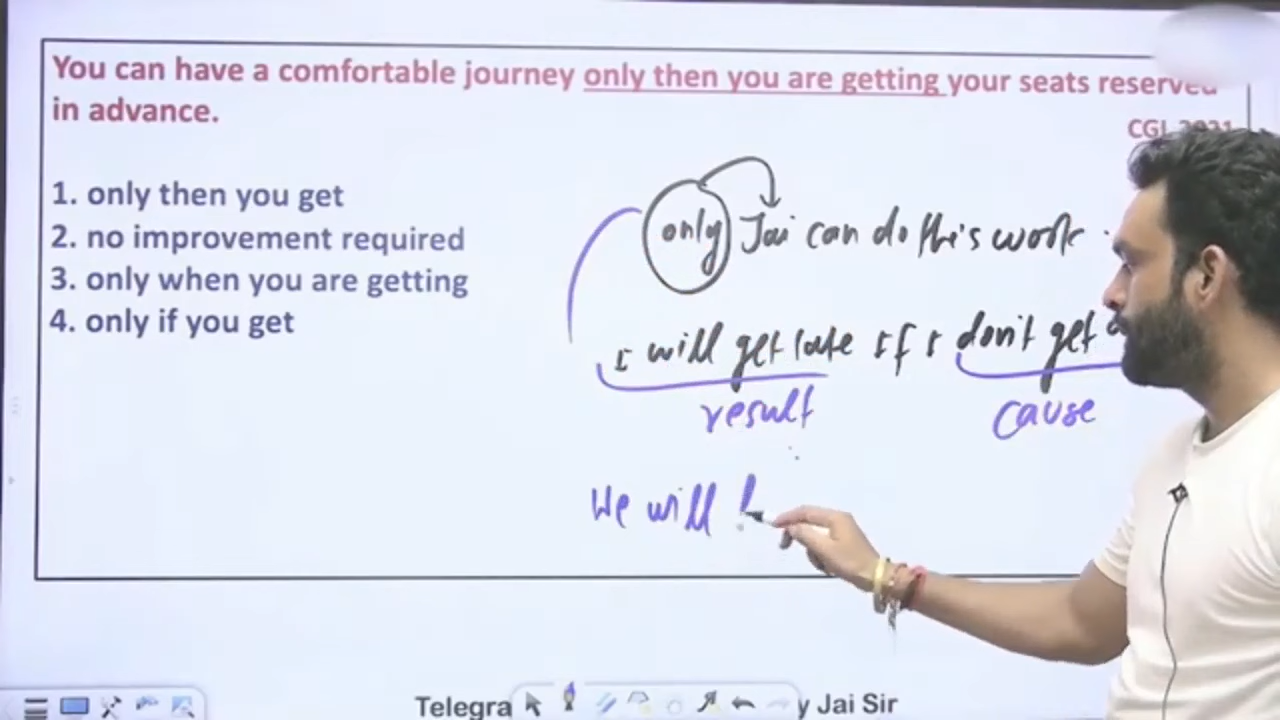 You can have a comfortable journey only then you are getting your seats reserved
in advance.
CGL 2021
1. only then you get
2. no improvement required
3. only when you are getting
4. only if you get
only Jai can do this work
I will get late if I don't get
result
cause
We will
Telegra
y Jai Sir